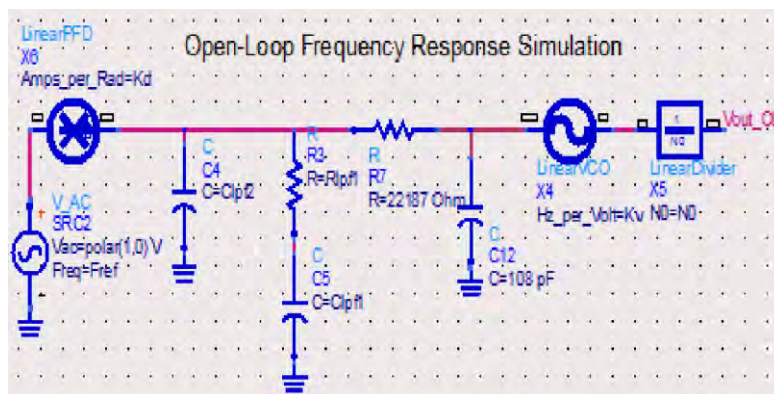 LinearPFD
X6
Amps_per_Rad=Kd
Open-Loop Frequency Response Simulation
V_AC
SRC2
Vac=polar(1,0) V
Freq=Fref
C
C4
C=Clpf2
R
R3
R=Rlpf1
C
C5
C=Clpf1
R
R7
R=22187 Ohm
C
C12
C=108 pF
LinearVCO
X4
Hz_per_Volt=Kv
1
N0
LinearDivider
X5
N0=N0
Vout_OL